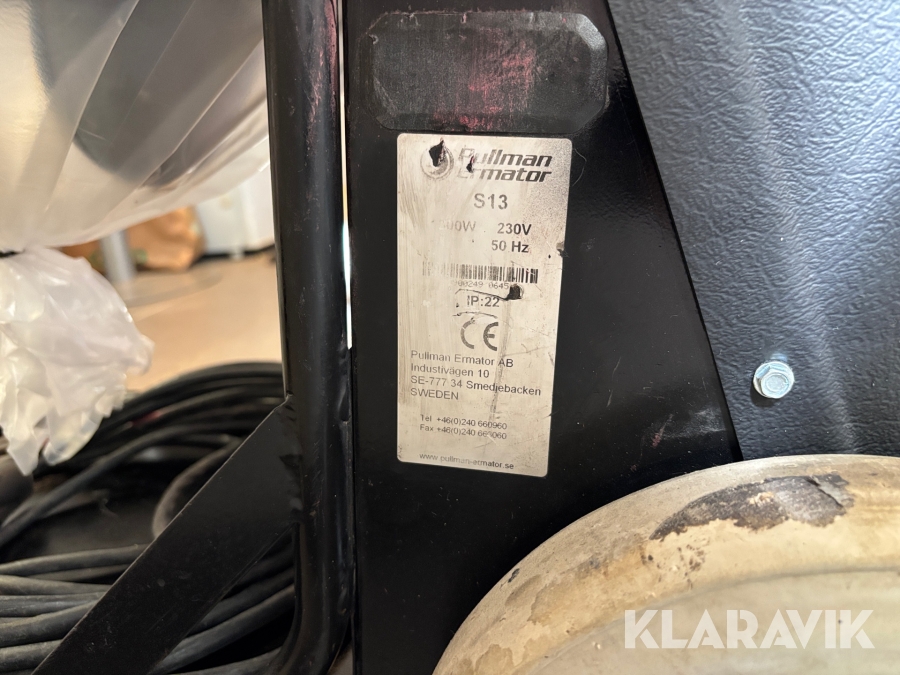 Pullman
Ermator
S13
230V
50 Hz
IP:22
CE
Pullman Ermator AB
Industivägen 10
SE-777 34 Smedjebacken
SWEDEN
Tel +46(0)240 660960
Fax +46(0)240
www.pullman-ermator.se
KLARAVIK